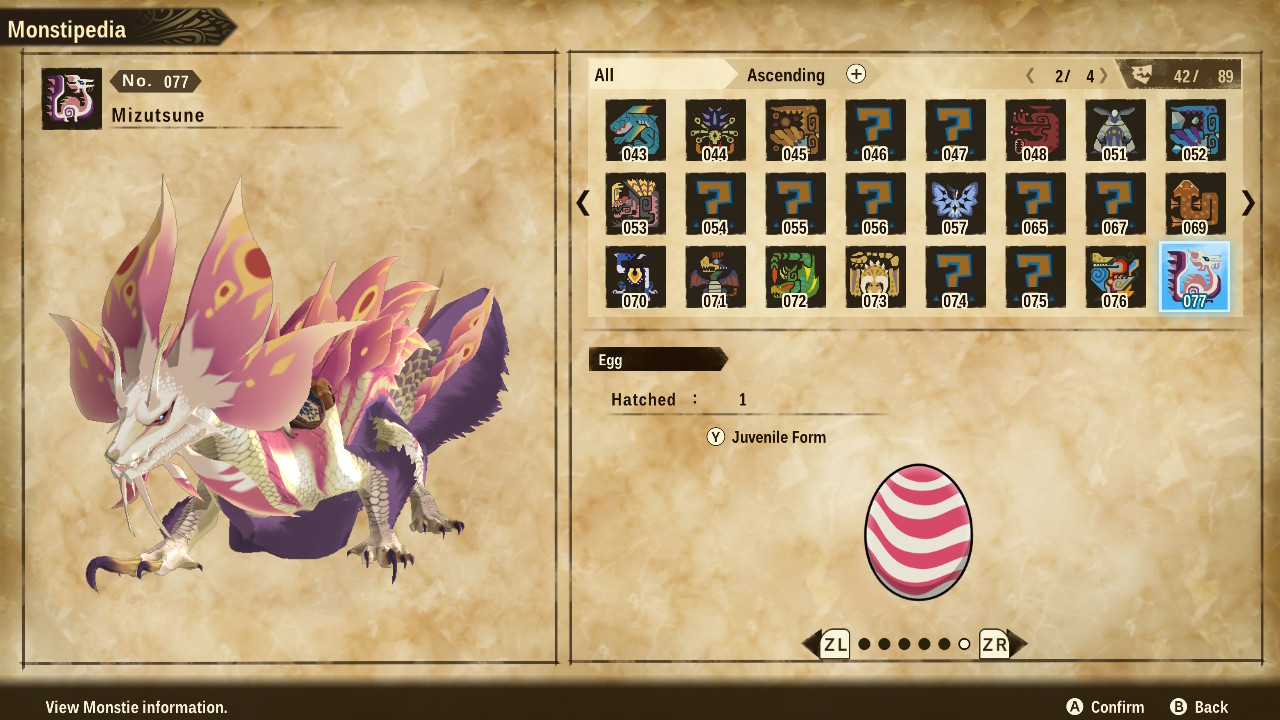 Monstipedia
No. 077
Mizutsune
All
Ascending
2/ 4
42/ 89
043 044 045 046 047 048 051 052
053 054 055 056 057 065 067 069
070 071 072 073 074 075 076 077
Egg
Hatched : 1
Y Juvenile Form
ZL ZR
View Monstie information.
A Confirm B Back